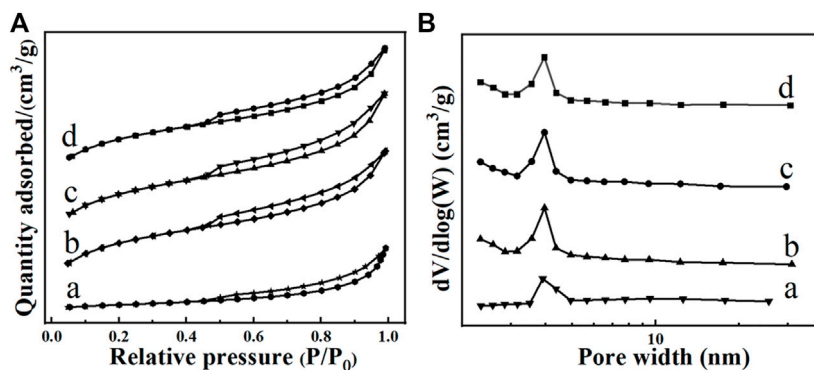 A
Quantity adsorbed/(cm³/g)
d
c
b
a
0.0 0.2 0.4 0.6 0.8 1.0
Relative pressure (P/P₀)
B
dV/dlog(W) (cm³/g)
d
c
b
a
10
Pore width (nm)